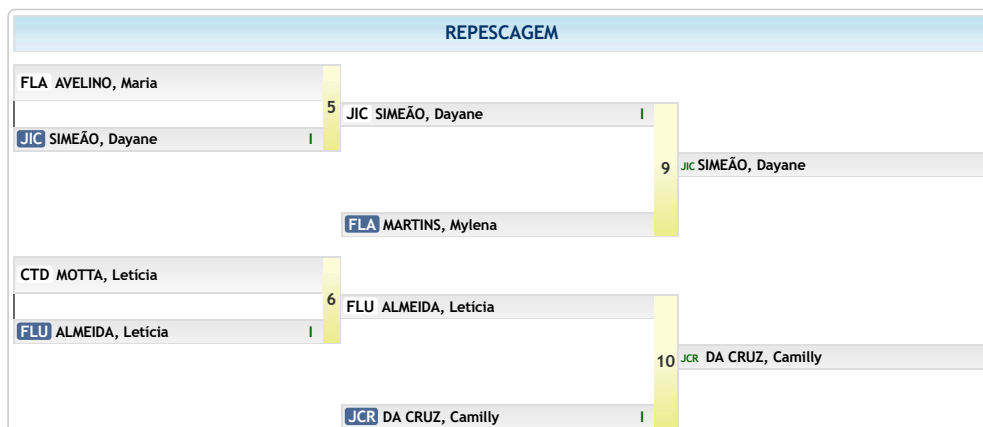 REPESCAGEM
FLA AVELINO, Maria
5
JIC SIMEÃO, Dayane I
JIC SIMEÃO, Dayane I
9
JIC SIMEÃO, Dayane
FLA MARTINS, Mylena
CTD MOTTA, Letícia
6
FLU ALMEIDA, Letícia
FLU ALMEIDA, Letícia I
10
JCR DA CRUZ, Camilly
JCR DA CRUZ, Camilly I